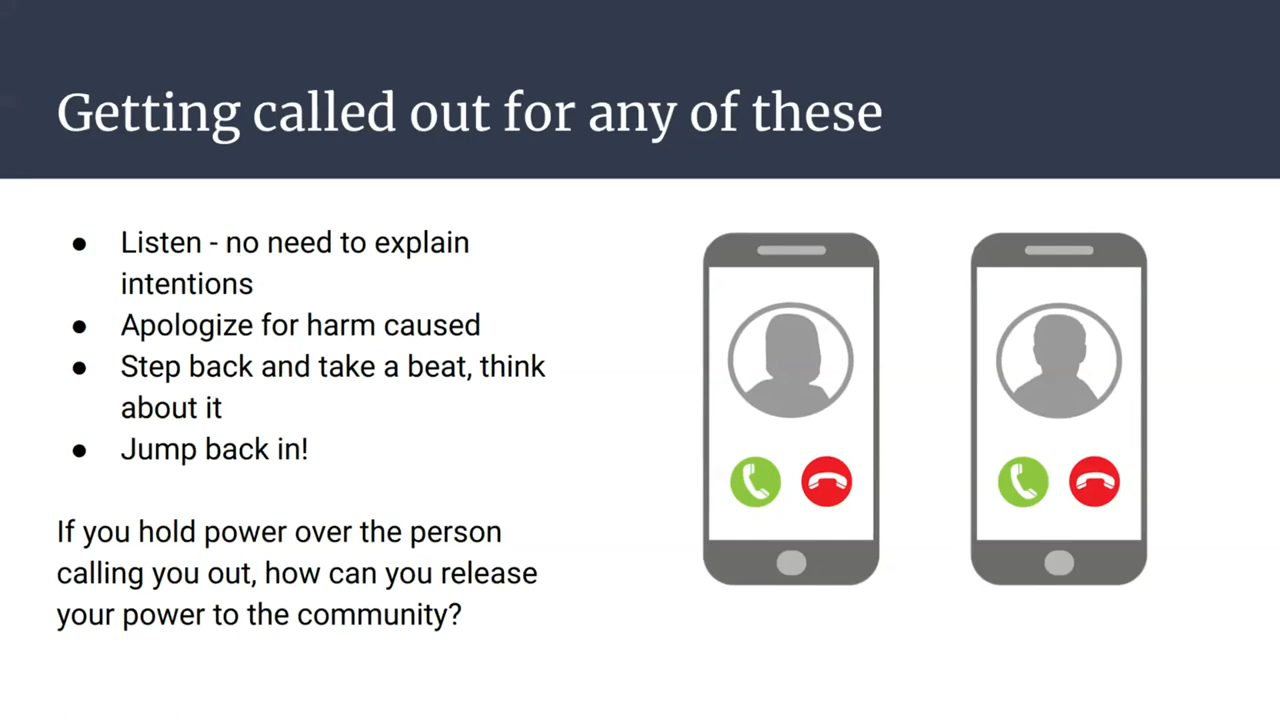 Getting called out for any of these
● Listen - no need to explain
intentions
● Apologize for harm caused
● Step back and take a beat, think
about it
● Jump back in!
If you hold power over the person
calling you out, how can you release
your power to the community?